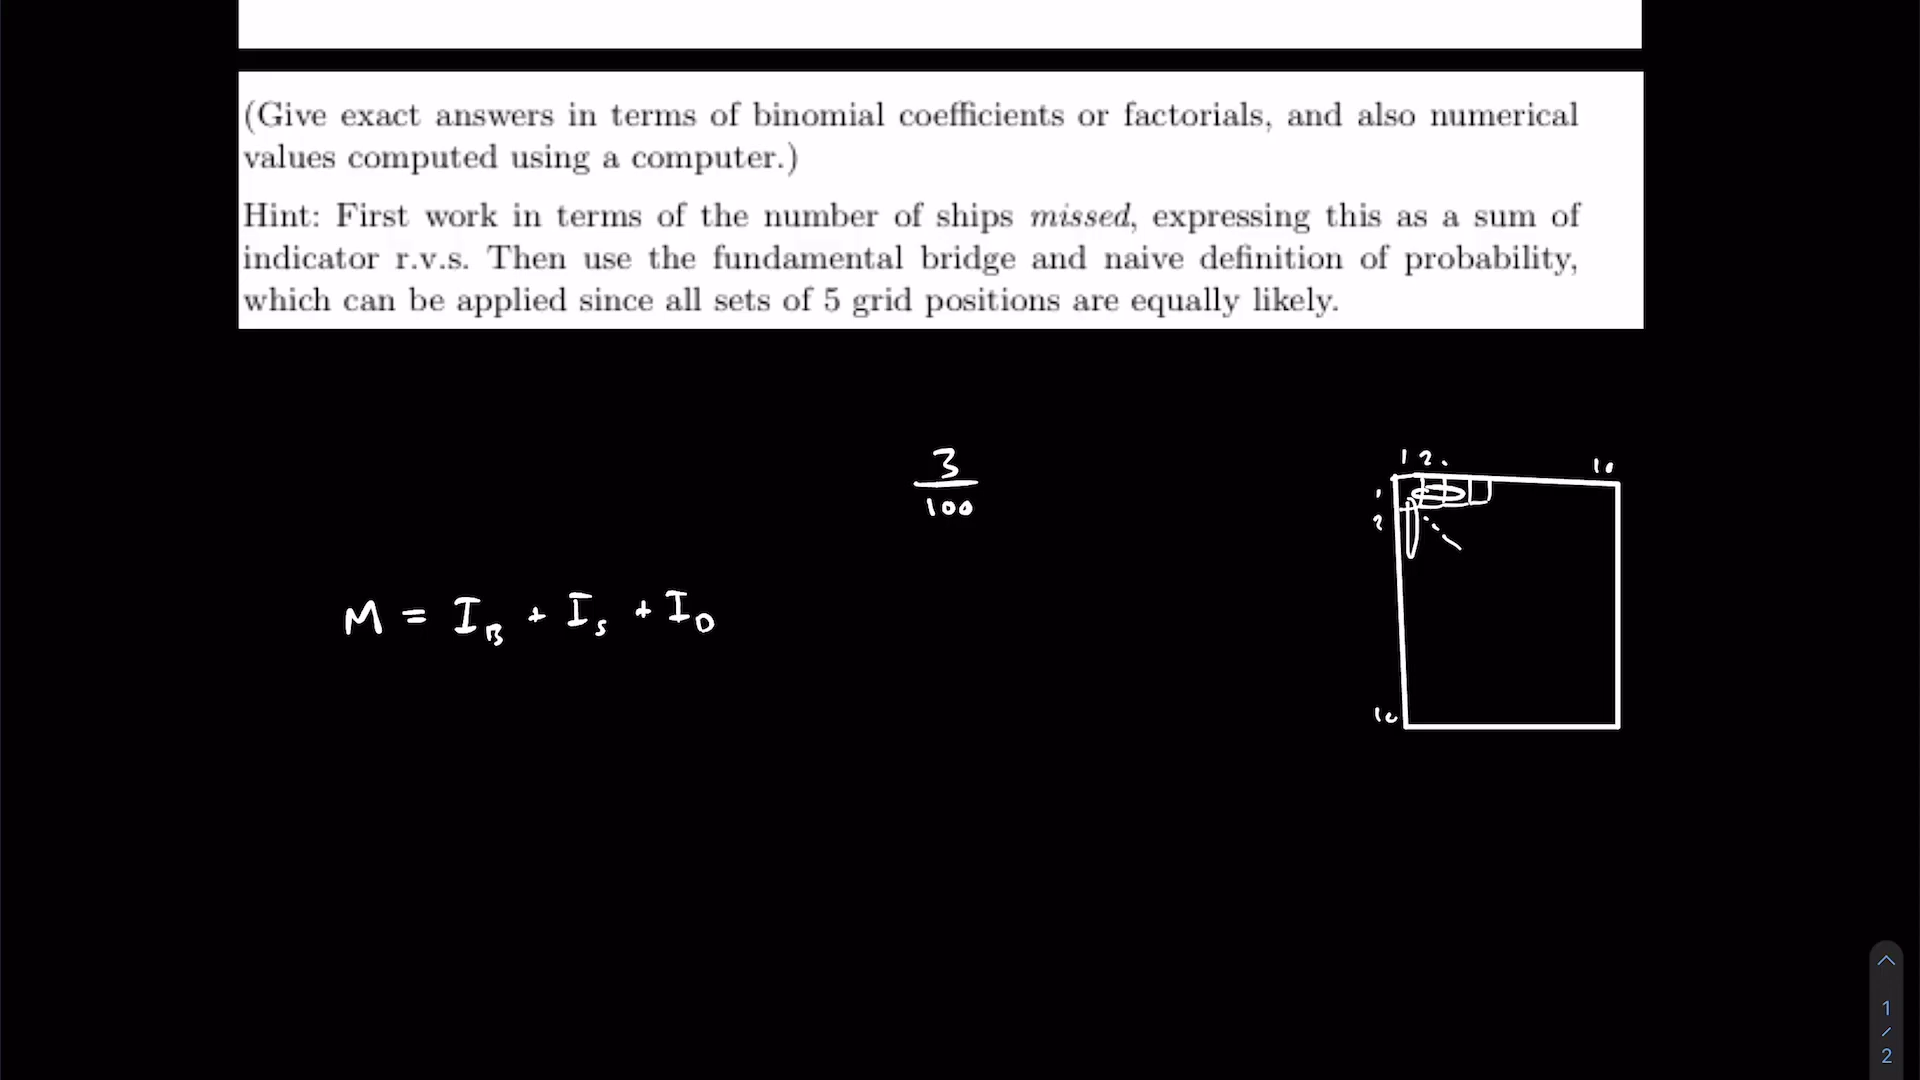 (Give exact answers in terms of binomial coefficients or factorials, and also numerical
values computed using a computer.)
Hint: First work in terms of the number of ships missed, expressing this as a sum of
indicator r.v.s. Then use the fundamental bridge and naive definition of probability,
which can be applied since all sets of 5 grid positions are equally likely.
3
100
1 2 .
10
1
2
M = I_B + I_S + I_D
10
1
/
2